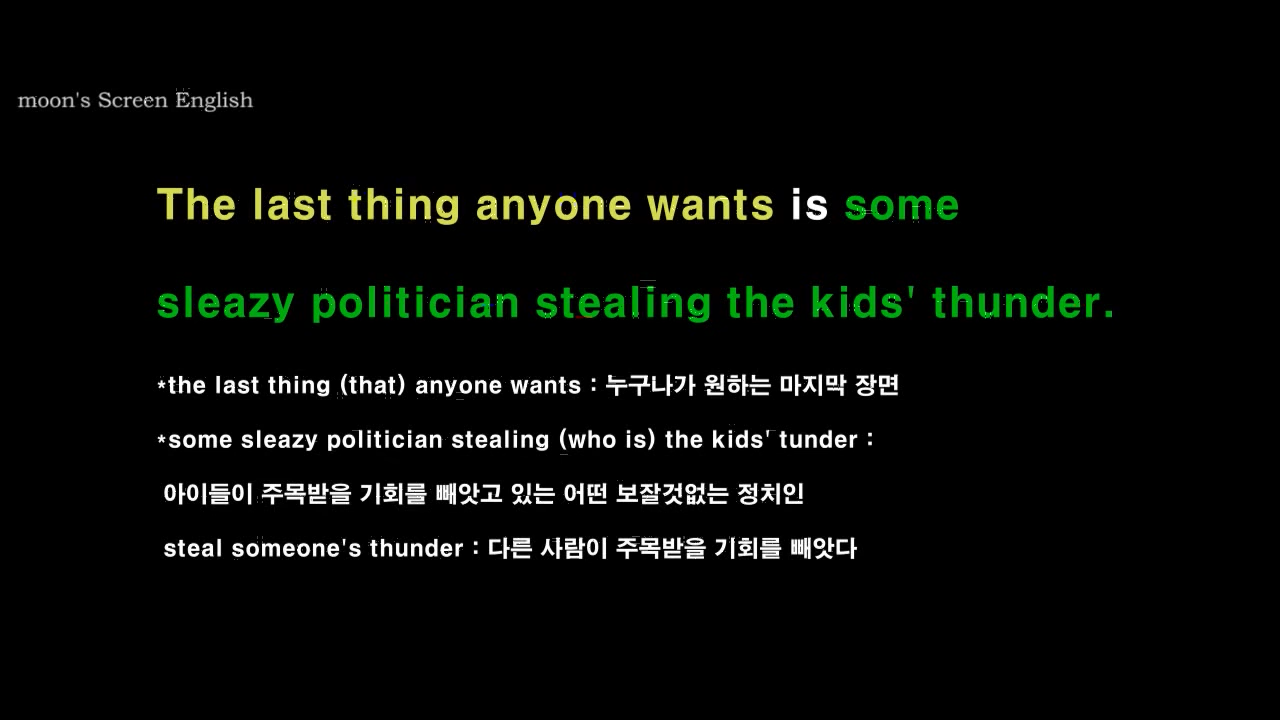 moon's Screen English
The last thing anyone wants is some
sleazy politician stealing the kids' thunder.
*the last thing (that) anyone wants : 누구나가 원하는 마지막 장면
*some sleazy politician stealing (who is) the kids' tunder :
아이들이 주목받을 기회를 빼앗고 있는 어떤 보잘것없는 정치인
steal someone's thunder : 다른 사람이 주목받을 기회를 빼앗다